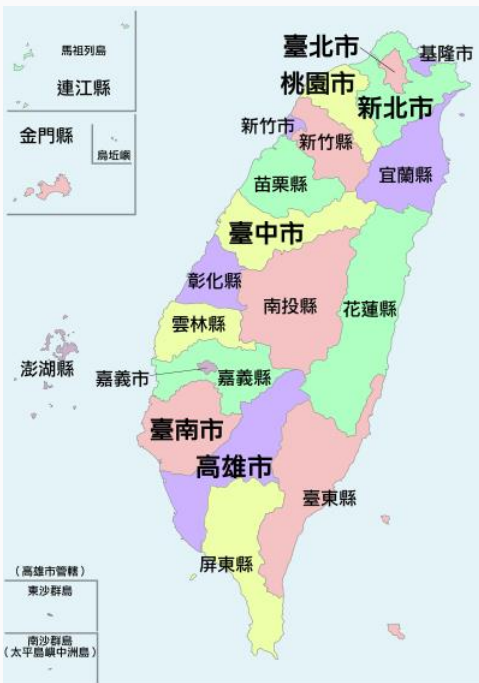 馬祖列島
連江縣
金門縣
烏坵嶼
臺北市
基隆市
桃園市
新北市
新竹市
新竹縣
宜蘭縣
苗栗縣
臺中市
彰化縣
南投縣
花蓮縣
雲林縣
澎湖縣
嘉義市
嘉義縣
臺南市
高雄市
臺東縣
屏東縣
（高雄市管轄）
東沙群島
南沙群島
（太平島嶼中洲島）